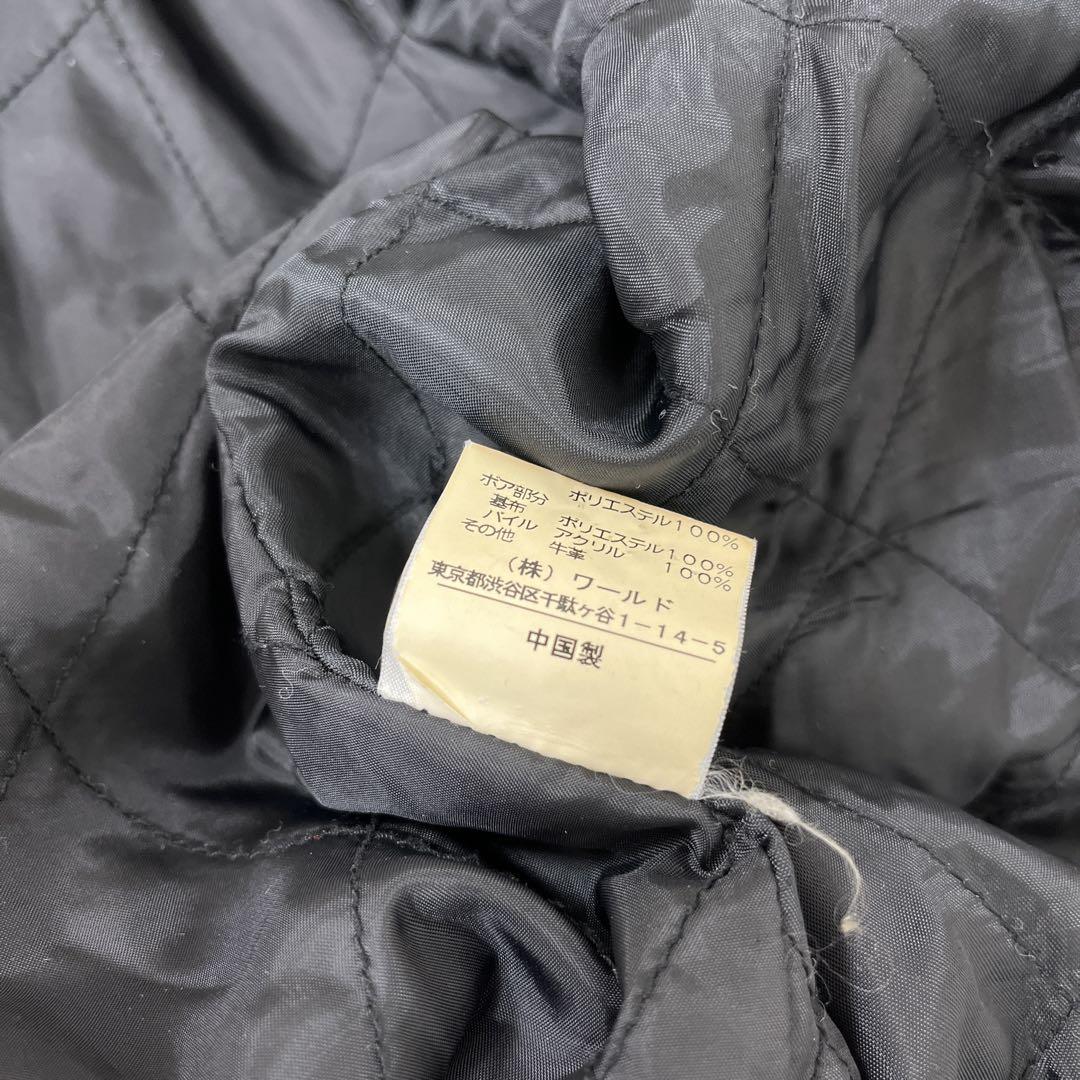 ボア部分 ポリエステル100%
基布 ポリエステル100%
パイル アクリル 100%
その他 牛革
(株) ワールド
東京都渋谷区千駄ヶ谷1-14-5
中国製